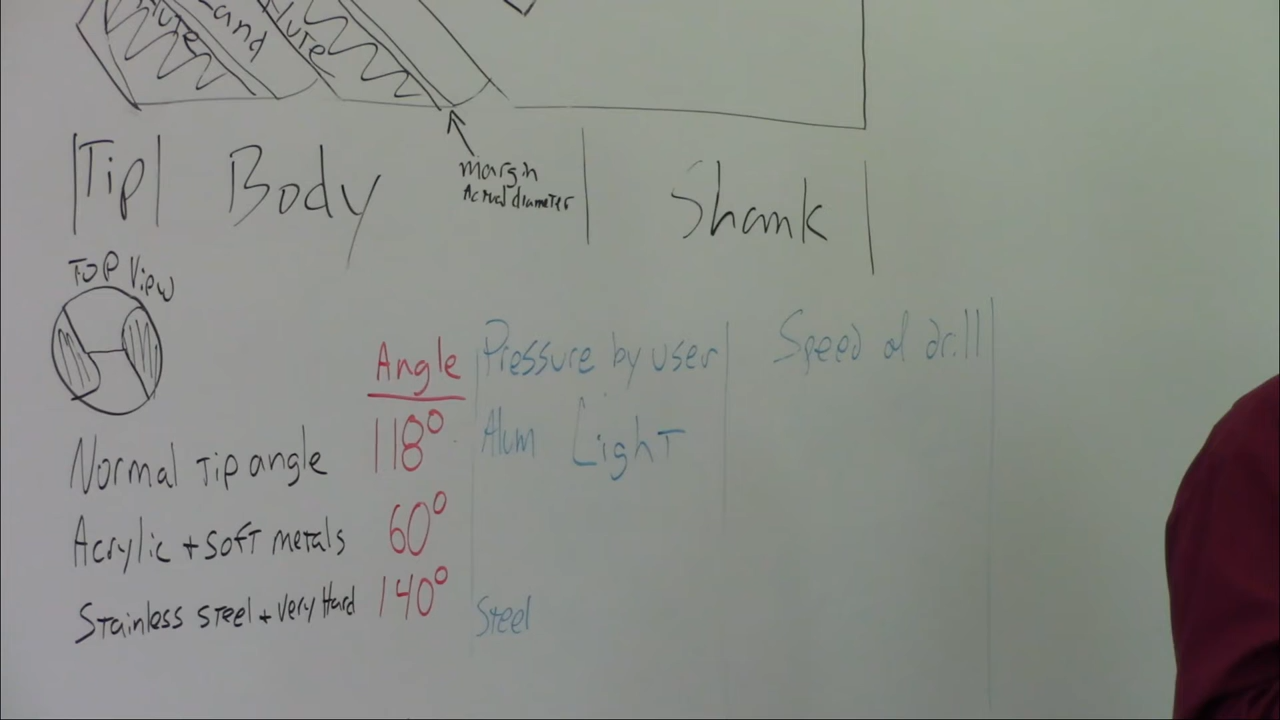 Flute
Land
Flute
Tip Body Shank
margin
Actual diameter
TOP View
Angle Pressure by user Speed of drill
Normal Tip angle 118° Alum Light
Acrylic + soft metals 60°
Stainless steel + very Hard 140° Steel